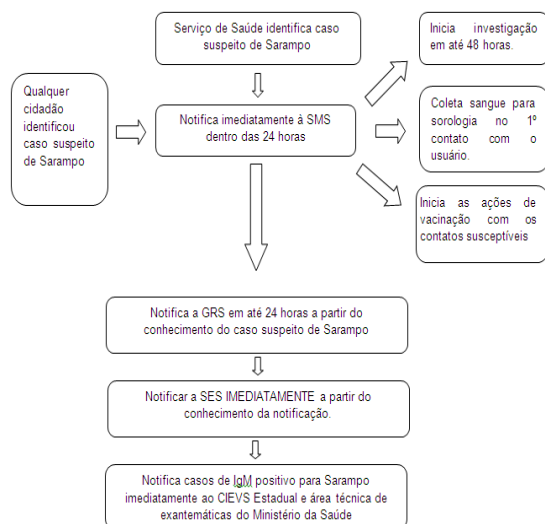 Serviço de Saúde identifica caso
suspeito de Sarampo
Inicia investigação
em até 48 horas.
Qualquer
cidadão
identificou
caso suspeito
de Sarampo
Notifica imediatamente à SMS
dentro das 24 horas
Coleta sangue para
sorologia no 1º
contato com o
usuário.
Inicia as ações de
vacinação com os
contatos susceptíveis
Notifica a GRS em até 24 horas a partir do
conhecimento do caso suspeito de Sarampo
Notificar a SES IMEDIATAMENTE a partir do
conhecimento da notificação.
Notifica casos de IgM positivo para Sarampo
imediatamente ao CIEVS Estadual e área técnica de
exantemáticas do Ministério da Saúde